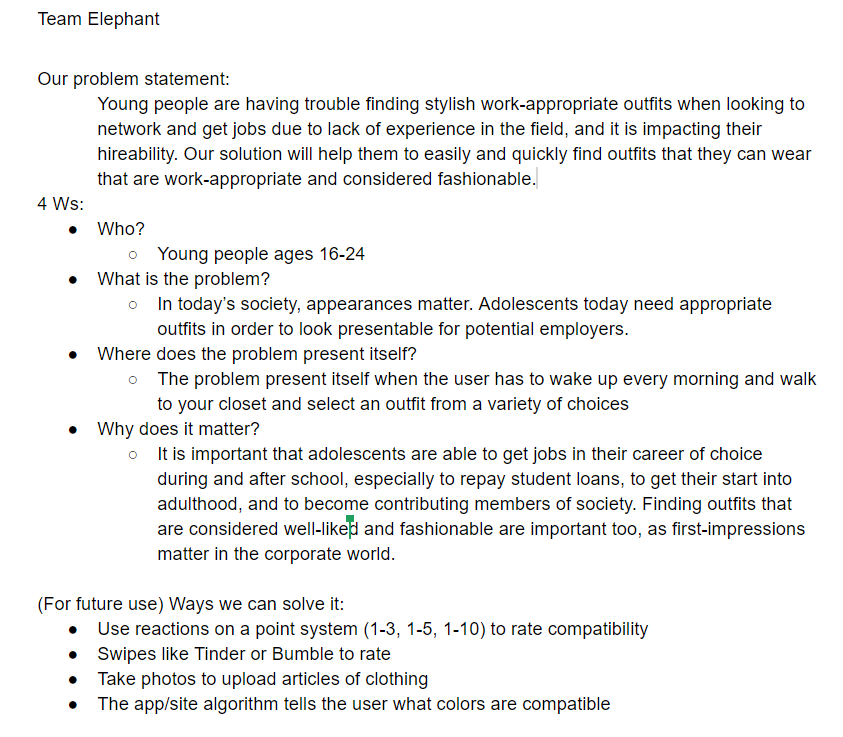 Team Elephant
Our problem statement:
Young people are having trouble finding stylish work-appropriate outfits when looking to
network and get jobs due to lack of experience in the field, and it is impacting their
hireability. Our solution will help them to easily and quickly find outfits that they can wear
that are work-appropriate and considered fashionable.
4 Ws:
● Who?
○ Young people ages 16-24
● What is the problem?
○ In today’s society, appearances matter. Adolescents today need appropriate
outfits in order to look presentable for potential employers.
● Where does the problem present itself?
○ The problem present itself when the user has to wake up every morning and walk
to your closet and select an outfit from a variety of choices
● Why does it matter?
○ It is important that adolescents are able to get jobs in their career of choice
during and after school, especially to repay student loans, to get their start into
adulthood, and to become contributing members of society. Finding outfits that
are considered well-liked and fashionable are important too, as first-impressions
matter in the corporate world.
(For future use) Ways we can solve it:
● Use reactions on a point system (1-3, 1-5, 1-10) to rate compatibility
● Swipes like Tinder or Bumble to rate
● Take photos to upload articles of clothing
● The app/site algorithm tells the user what colors are compatible